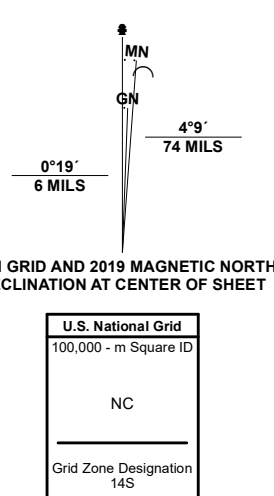 MN
GN
4°9´
74 MILS
0°19´
6 MILS
GRID AND 2019 MAGNETIC NORTH
CLINATION AT CENTER OF SHEET
U.S. National Grid
100,000 - m Square ID
NC
Grid Zone Designation
14S